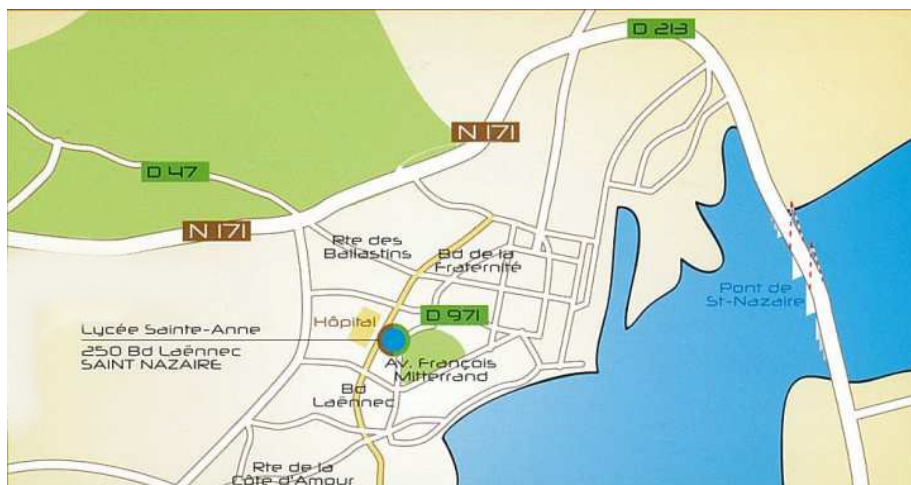 D 213
N 171
D 47
N 171
Rte des
Ballastins
Bd de la
Fraternité
Pont de
St-Nazaire
Hôpital
D 971
Lycée Sainte-Anne
250 Bd Laënnec
SAINT NAZAIRE
Av. François
Mitterrand
Bd
Laënnec
Rte de la
Côte d'Amour